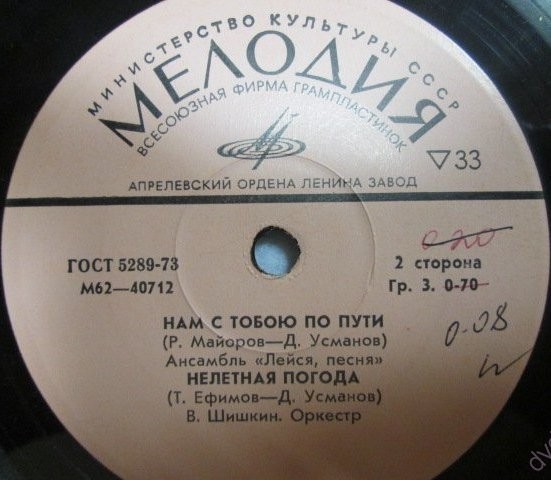 МИНИСТЕРСТВО КУЛЬТУРЫ СССР
МЕЛОДИЯ
ВСЕСОЮЗНАЯ ФИРМА ГРАМПЛАСТИНОК
33
АПРЕЛЕВСКИЙ ОРДЕНА ЛЕНИНА ЗАВОД
0-20
ГОСТ 5289-73
2 сторона
М62—40712
Гр. 3. 0-70
0-08
НАМ С ТОБОЮ ПО ПУТИ
(Р. Майоров—Д. Усманов)
Ансамбль «Лейся, песня»
НЕЛЕТНАЯ ПОГОДА
(Т. Ефимов—Д. Усманов)
В. Шишкин. Оркестр